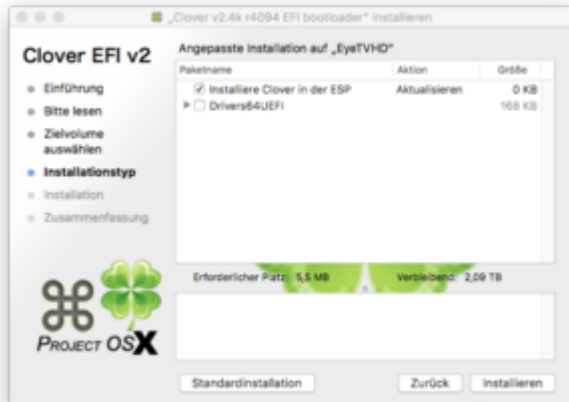 „Clover v2.4k r4094 EFI bootloader“ installieren
Clover EFI v2
Einführung
Bitte lesen
Zielvolume
auswählen
Installationstyp
Installation
Zusammenfassung
PROJECT OSX
Angepasste Installation auf „EyeTVHD“
Paketname Aktion Größe
Installiere Clover in der ESP Aktualisieren 0 KB
Drivers64UEFI 168 KB
Erforderlicher Platz: 5,5 MB Verbleibend: 2,09 TB
Standardinstallation Zurück Installieren